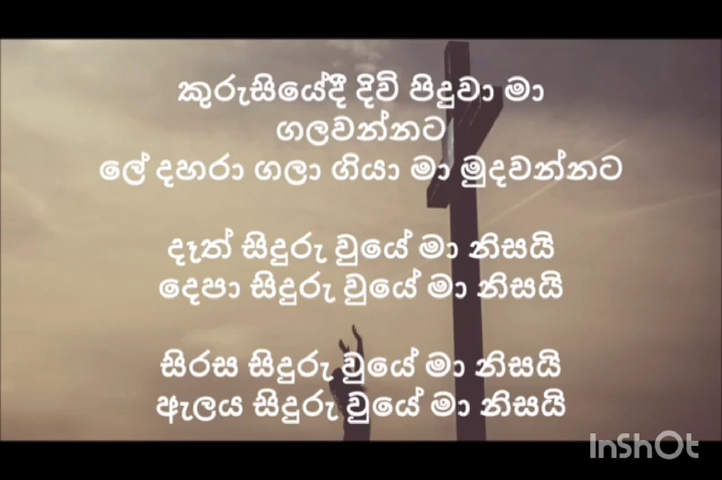 කුරුසියේදී දිවි පිදුවා මා
ගලවන්නට
ලේ දහරා ගලා ගියා මා මුදවන්නට
දෑත් සිදුරු වුයේ මා නිසයි
දෙපා සිදුරු වුයේ මා නිසයි
සිරස සිදුරු වුයේ මා නිසයි
ඇලය සිදුරු වුයේ මා නිසයි
InShOt